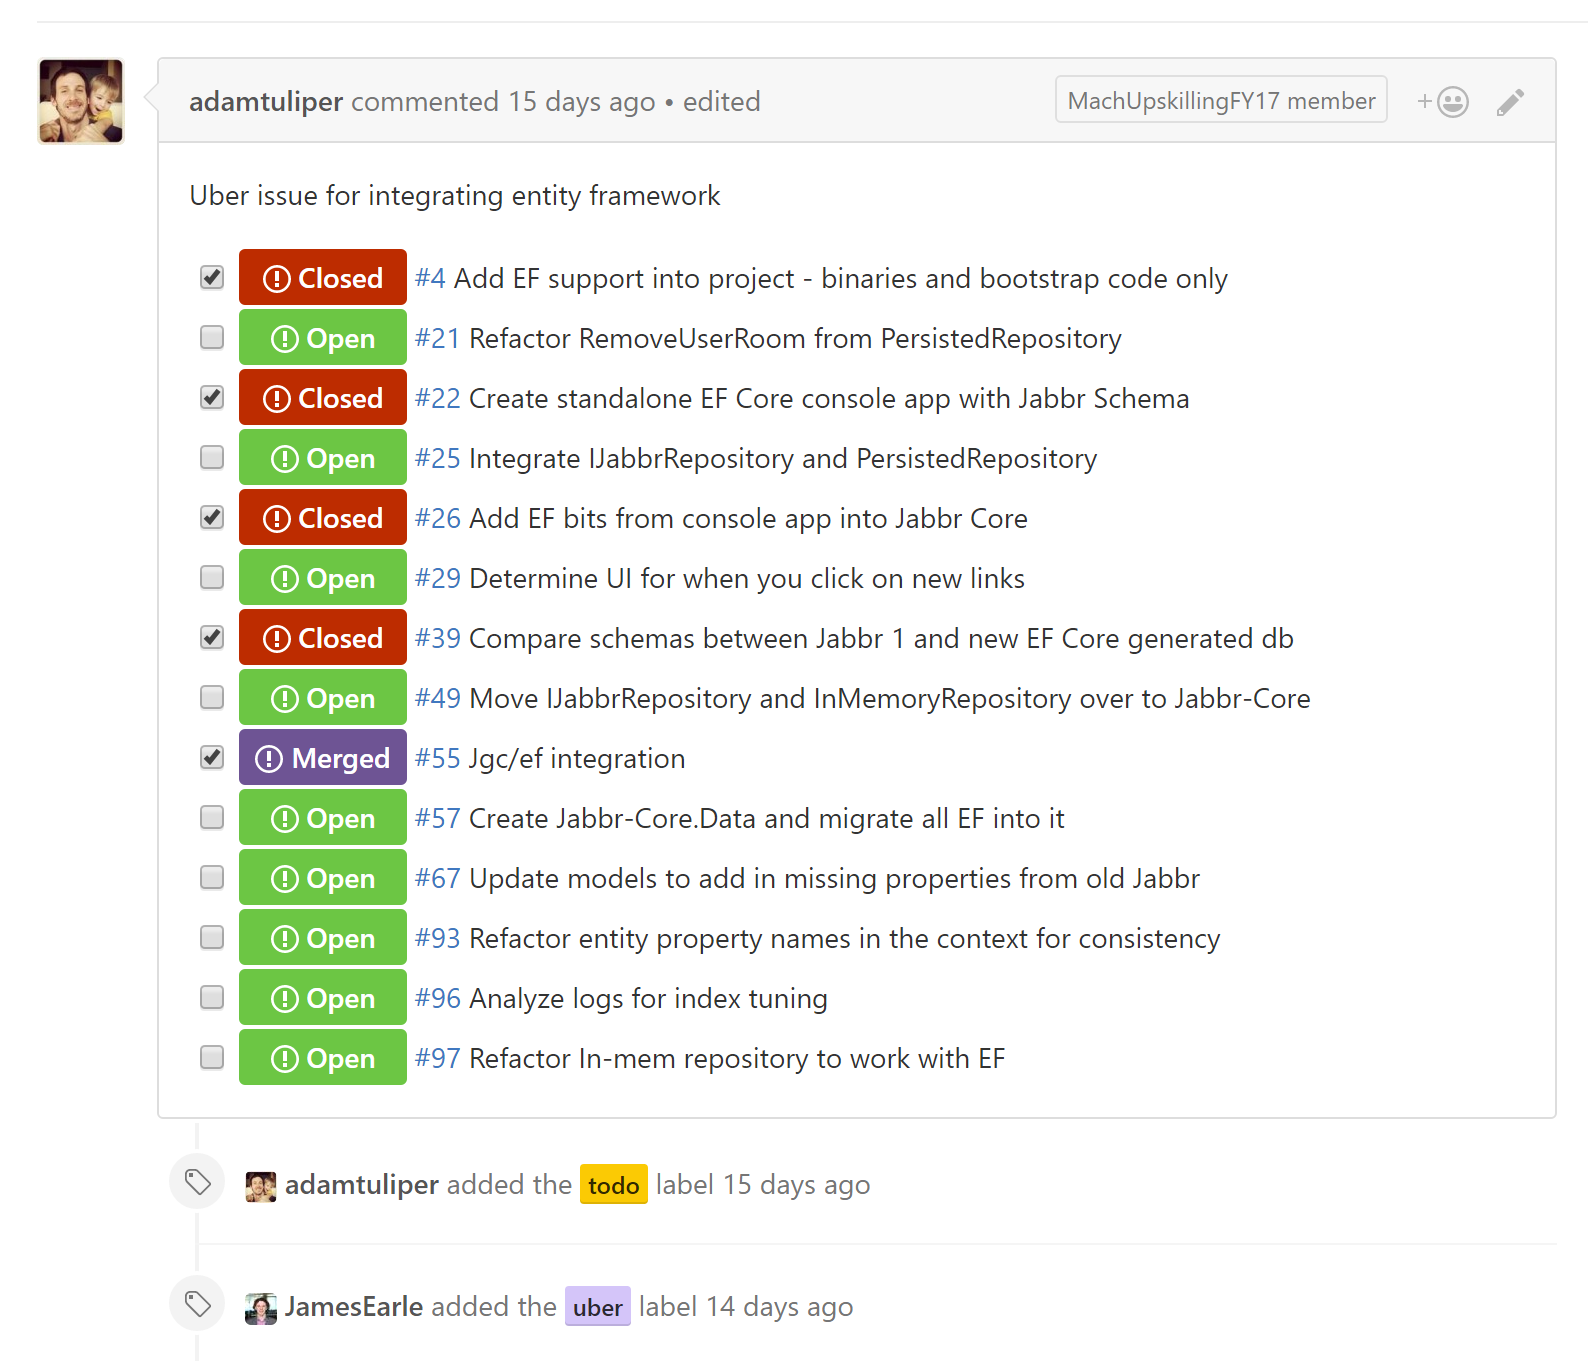 adamtuliper commented 15 days ago • edited
MachUpskillingFY17 member
Uber issue for integrating entity framework
Closed #4 Add EF support into project - binaries and bootstrap code only
Open #21 Refactor RemoveUserRoom from PersistedRepository
Closed #22 Create standalone EF Core console app with Jabbr Schema
Open #25 Integrate IJabbrRepository and PersistedRepository
Closed #26 Add EF bits from console app into Jabbr Core
Open #29 Determine UI for when you click on new links
Closed #39 Compare schemas between Jabbr 1 and new EF Core generated db
Open #49 Move IJabbrRepository and InMemoryRepository over to Jabbr-Core
Merged #55 Jgc/ef integration
Open #57 Create Jabbr-Core.Data and migrate all EF into it
Open #67 Update models to add in missing properties from old Jabbr
Open #93 Refactor entity property names in the context for consistency
Open #96 Analyze logs for index tuning
Open #97 Refactor In-mem repository to work with EF
adamtuliper added the todo label 15 days ago
JamesEarle added the uber label 14 days ago